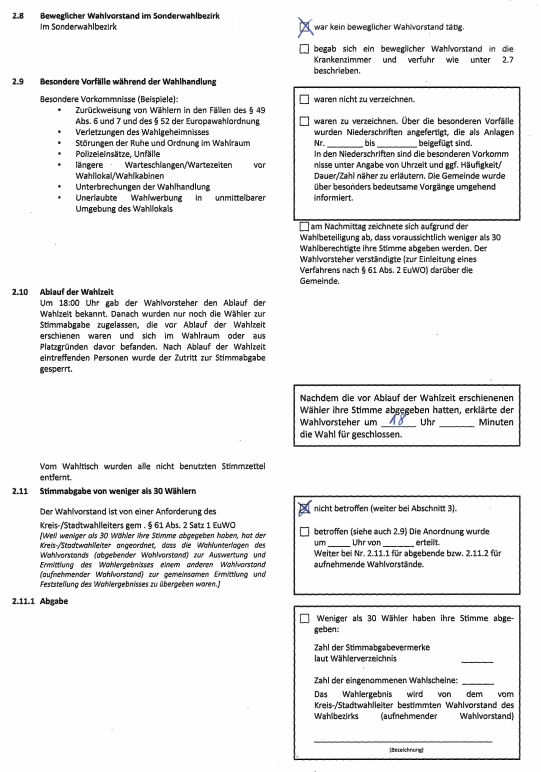 2.8 Beweglicher Wahlvorstand im Sonderwahlbezirk
Im Sonderwahlbezirk
war kein beweglicher Wahlvorstand tätig.
begab sich ein beweglicher Wahlvorstand in die
Krankenzimmer und verfuhr wie unter 2.7
beschrieben.
2.9 Besondere Vorfälle während der Wahlhandlung
Besondere Vorkommnisse (Beispiele):
• Zurückweisung von Wählern in den Fällen des § 49
Abs. 6 und 7 und des § 52 der Europawahlordnung
• Verletzungen des Wahlgeheimnisses
• Störungen der Ruhe und Ordnung im Wahlraum
• Polizeieinsätze, Unfälle
• längere Warteschlangen/Wartezeiten vor
Wahllokal/Wahlkabinen
• Unterbrechungen der Wahlhandlung
• Unerlaubte Wahlwerbung in unmittelbarer
Umgebung des Wahllokals
waren nicht zu verzeichnen.
waren zu verzeichnen. Über die besonderen Vorfälle
wurden Niederschriften angefertigt, die als Anlagen
Nr. ________ bis ________ beigefügt sind.
In den Niederschriften sind die besonderen Vorkomm
nisse unter Angabe von Uhrzeit und ggf. Häufigkeit/
Dauer/Zahl näher zu erläutern. Die Gemeinde wurde
über besonders bedeutsame Vorgänge umgehend
informiert.
am Nachmittag zeichnete sich aufgrund der
Wahlbeteiligung ab, dass voraussichtlich weniger als 30
Wahlberechtigte ihre Stimme abgeben werden. Der
Wahlvorsteher verständigte (zur Einleitung eines
Verfahrens nach § 61 Abs. 2 EuWO) darüber die
Gemeinde.
2.10 Ablauf der Wahlzeit
Um 18:00 Uhr gab der Wahlvorsteher den Ablauf der
Wahlzeit bekannt. Danach wurden nur noch die Wähler zur
Stimmabgabe zugelassen, die vor Ablauf der Wahlzeit
erschienen waren und sich im Wahlraum oder aus
Platzgründen davor befanden. Nach Ablauf der Wahlzeit
eintreffenden Personen wurde der Zutritt zur Stimmabgabe
gesperrt.
Nachdem die vor Ablauf der Wahlzeit erschienenen
Wähler ihre Stimme abgegeben hatten, erklärte der
Wahlvorsteher um 18 Uhr ______ Minuten
die Wahl für geschlossen.
Vom Wahltisch wurden alle nicht benutzten Stimmzettel
entfernt.
2.11 Stimmabgabe von weniger als 30 Wählern
Der Wahlvorstand ist von einer Anforderung des
Kreis-/Stadtwahlleiters gem . § 61 Abs. 2 Satz 1 EuWO
[Weil weniger als 30 Wähler ihre Stimme abgegeben haben, hat der
Kreis-/Stadtwahlleiter angeordnet, dass die Wahlunterlagen des
Wahlvorstands (abgebender Wahlvorstand) zur Auswertung und
Ermittlung des Wahlergebnisses einem anderen Wahlvorstand
(aufnehmender Wahlvorstand) zur gemeinsamen Ermittlung und
Feststellung des Wahlergebnisses zu übergeben waren.]
nicht betroffen (weiter bei Abschnitt 3).
betroffen (siehe auch 2.9) Die Anordnung wurde
um _____ Uhr von _______ erteilt.
Weiter bei Nr. 2.11.1 für abgebende bzw. 2.11.2 für
aufnehmende Wahlvorstände.
2.11.1 Abgabe
Weniger als 30 Wähler haben ihre Stimme abge-
geben:
Zahl der Stimmabgabevermerke
laut Wählerverzeichnis _______
Zahl der eingenommenen Wahlscheine: _______
Das Wahlergebnis wird von dem vom
Kreis-/Stadtwahlleiter bestimmten Wahlvorstand des
Wahlbezirks (aufnehmender Wahlvorstand)
(Bezeichnung)